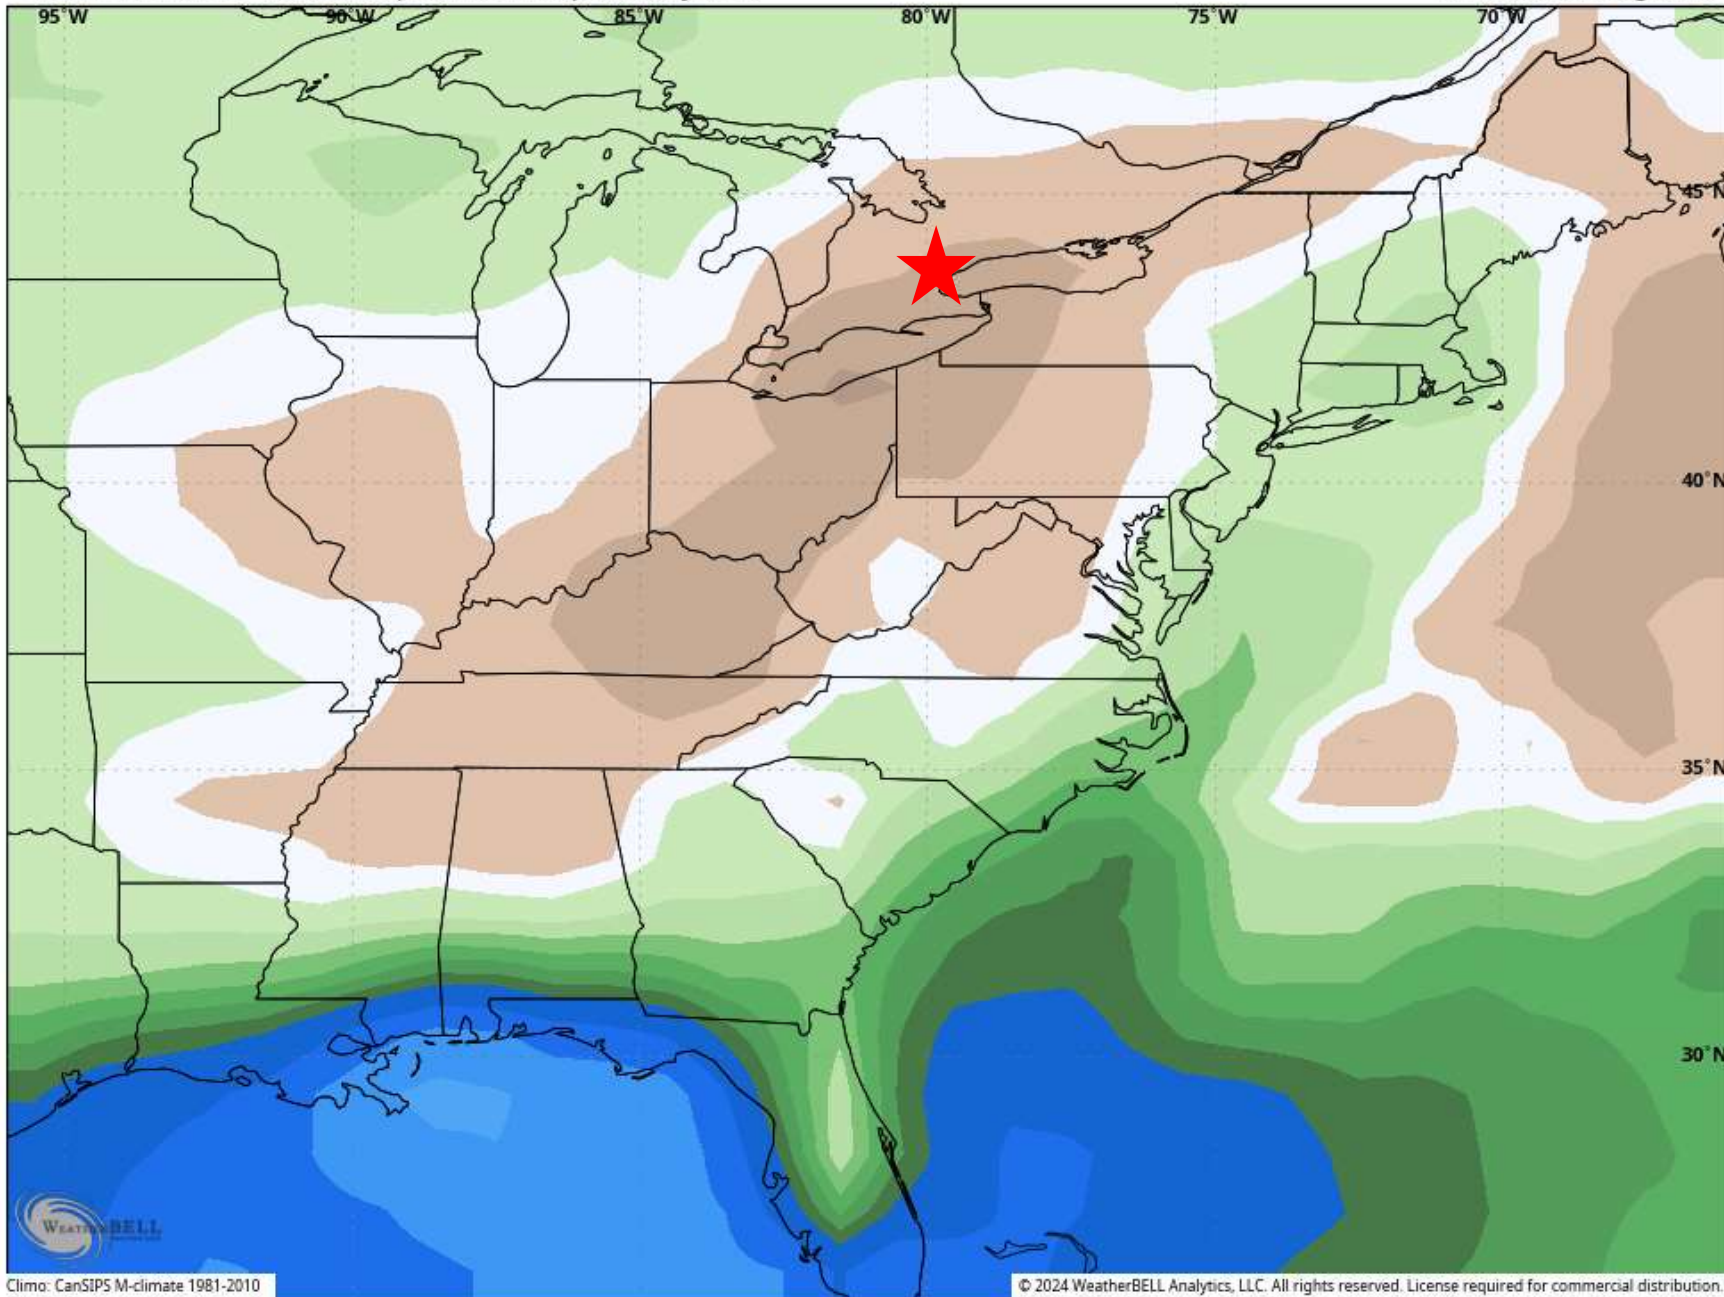 95°W 90°W 85°W 80°W 75°W 70°W
45°N
40°N
35°N
30°N
WEATHERBELL
Climo: CanSIPS M-climate 1981-2010
© 2024 WeatherBELL Analytics, LLC. All rights reserved. License required for commercial distribution.